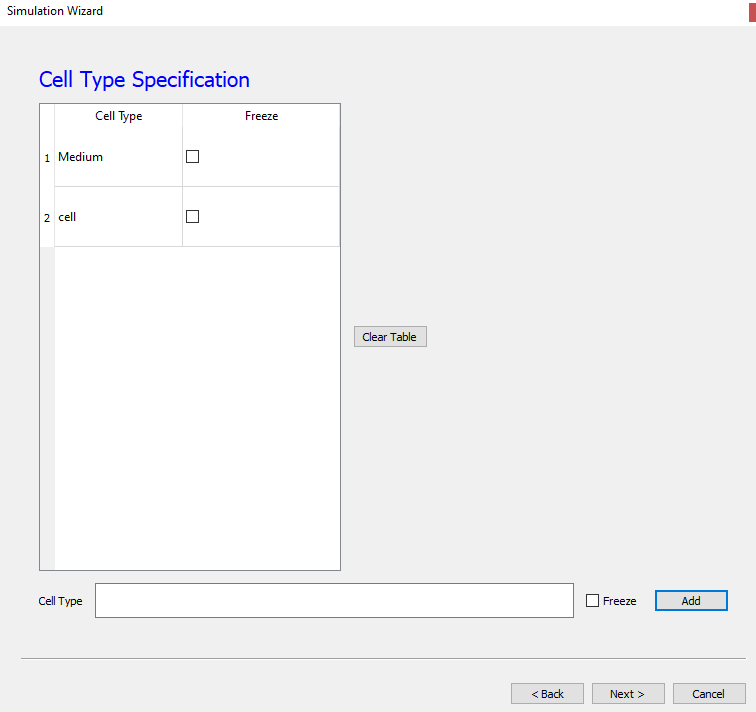 Simulation Wizard
Cell Type Specification
Cell Type Freeze
1 Medium
2 cell
Clear Table
Cell Type Freeze Add
< Back Next > Cancel